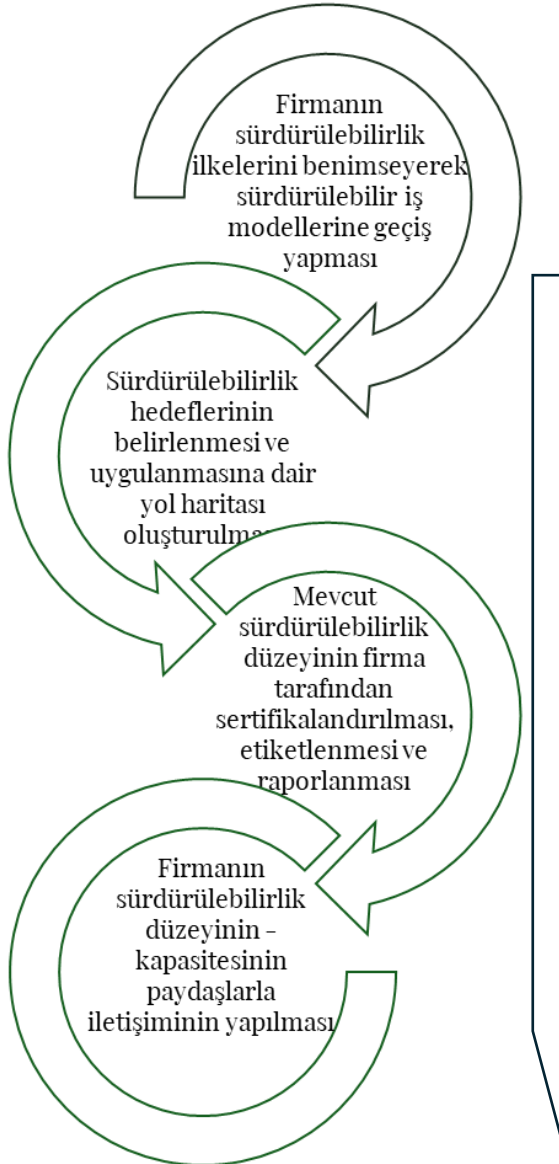 Firmanın
sürdürülebilirlik
ilkelerini benimseyerek
sürdürülebilir iş
modellerine geçiş
yapması
Sürdürülebilirlik
hedeflerinin
belirlenmesi ve
uygulanmasına dair
yol haritası
Mevcut
sürdürülebilirlik
düzeyinin firma
tarafından
sertifikalandırılması,
etiketlenmesi ve
raporlanması
Firmanın
sürdürülebilirlik
düzeyinin -
kapasitesinin
paydaşlarla
iletişiminin yapılması